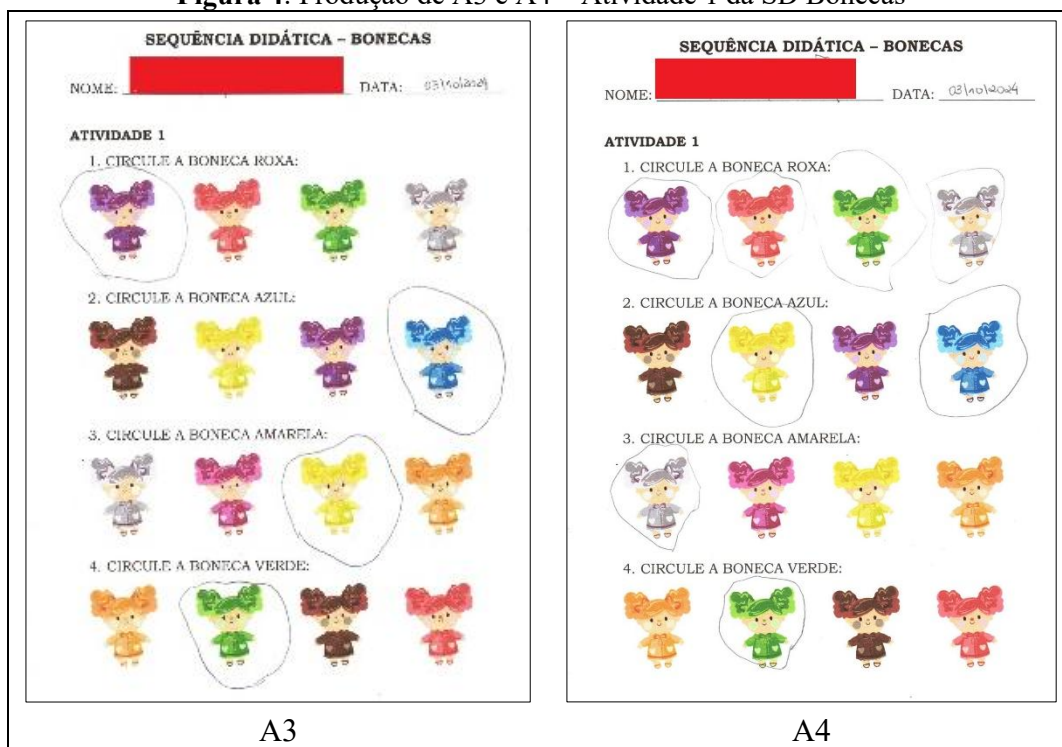 Figura 4. Produção de A3 e A4 – Atividade 1 da SD Bonecas
SEQUÊNCIA DIDÁTICA – BONECAS
NOME: DATA: 03/10/2024
ATIVIDADE 1
1. CIRCULE A BONECA ROXA:
2. CIRCULE A BONECA AZUL:
3. CIRCULE A BONECA AMARELA:
4. CIRCULE A BONECA VERDE:
A3
SEQUÊNCIA DIDÁTICA – BONECAS
NOME: DATA: 03/10/2024
ATIVIDADE 1
1. CIRCULE A BONECA ROXA:
2. CIRCULE A BONECA AZUL:
3. CIRCULE A BONECA AMARELA:
4. CIRCULE A BONECA VERDE:
A4